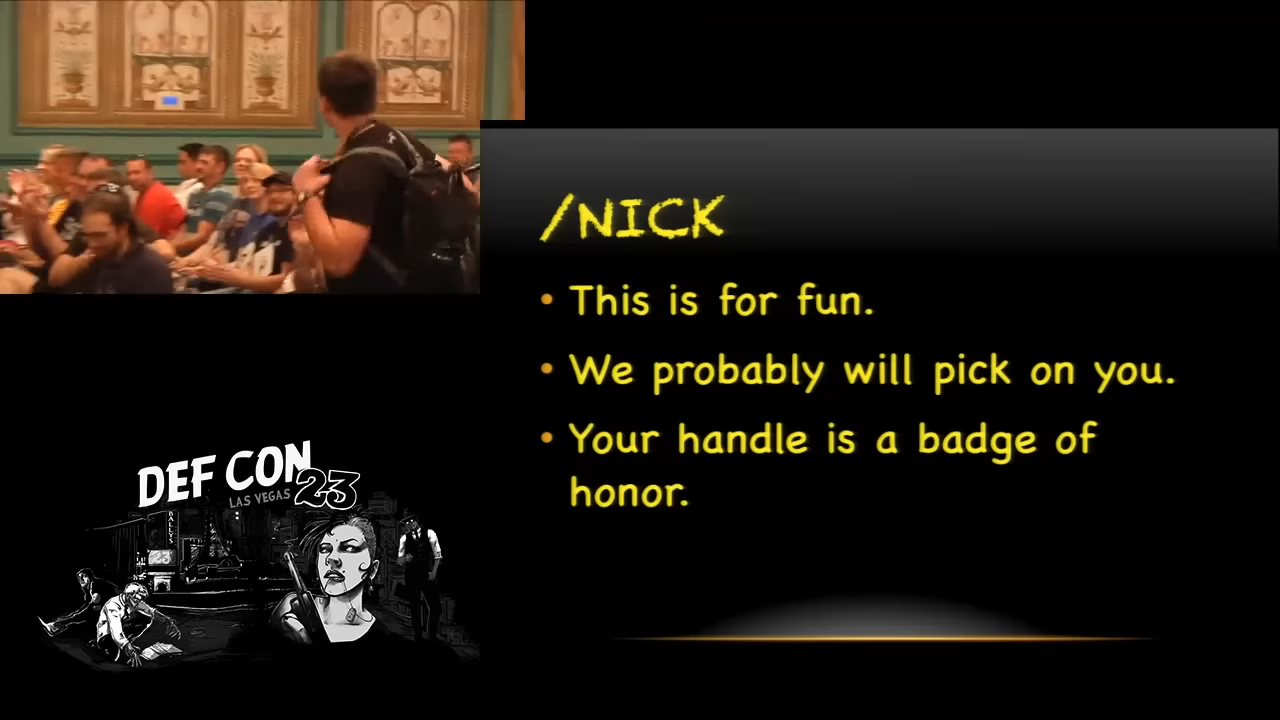 /NICK
• This is for fun.
• We probably will pick on you.
• Your handle is a badge of
honor.
DEF CON
LAS VEGAS 23
BALLYS